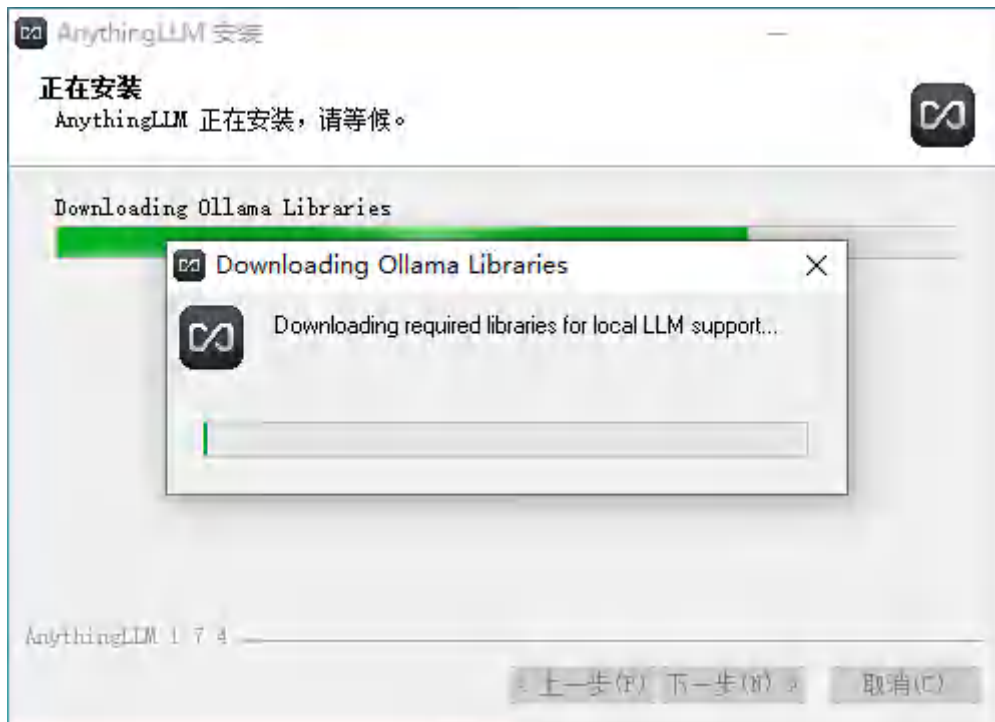 AnythingLLM 安装
正在安装
AnythingLLM 正在安装，请等候。
Downloading Ollama Libraries
Downloading Ollama Libraries
Downloading required libraries for local LLM support...
AnythingLLM 1 7 4
< 上一步(P) 下一步(N) > 取消(C)